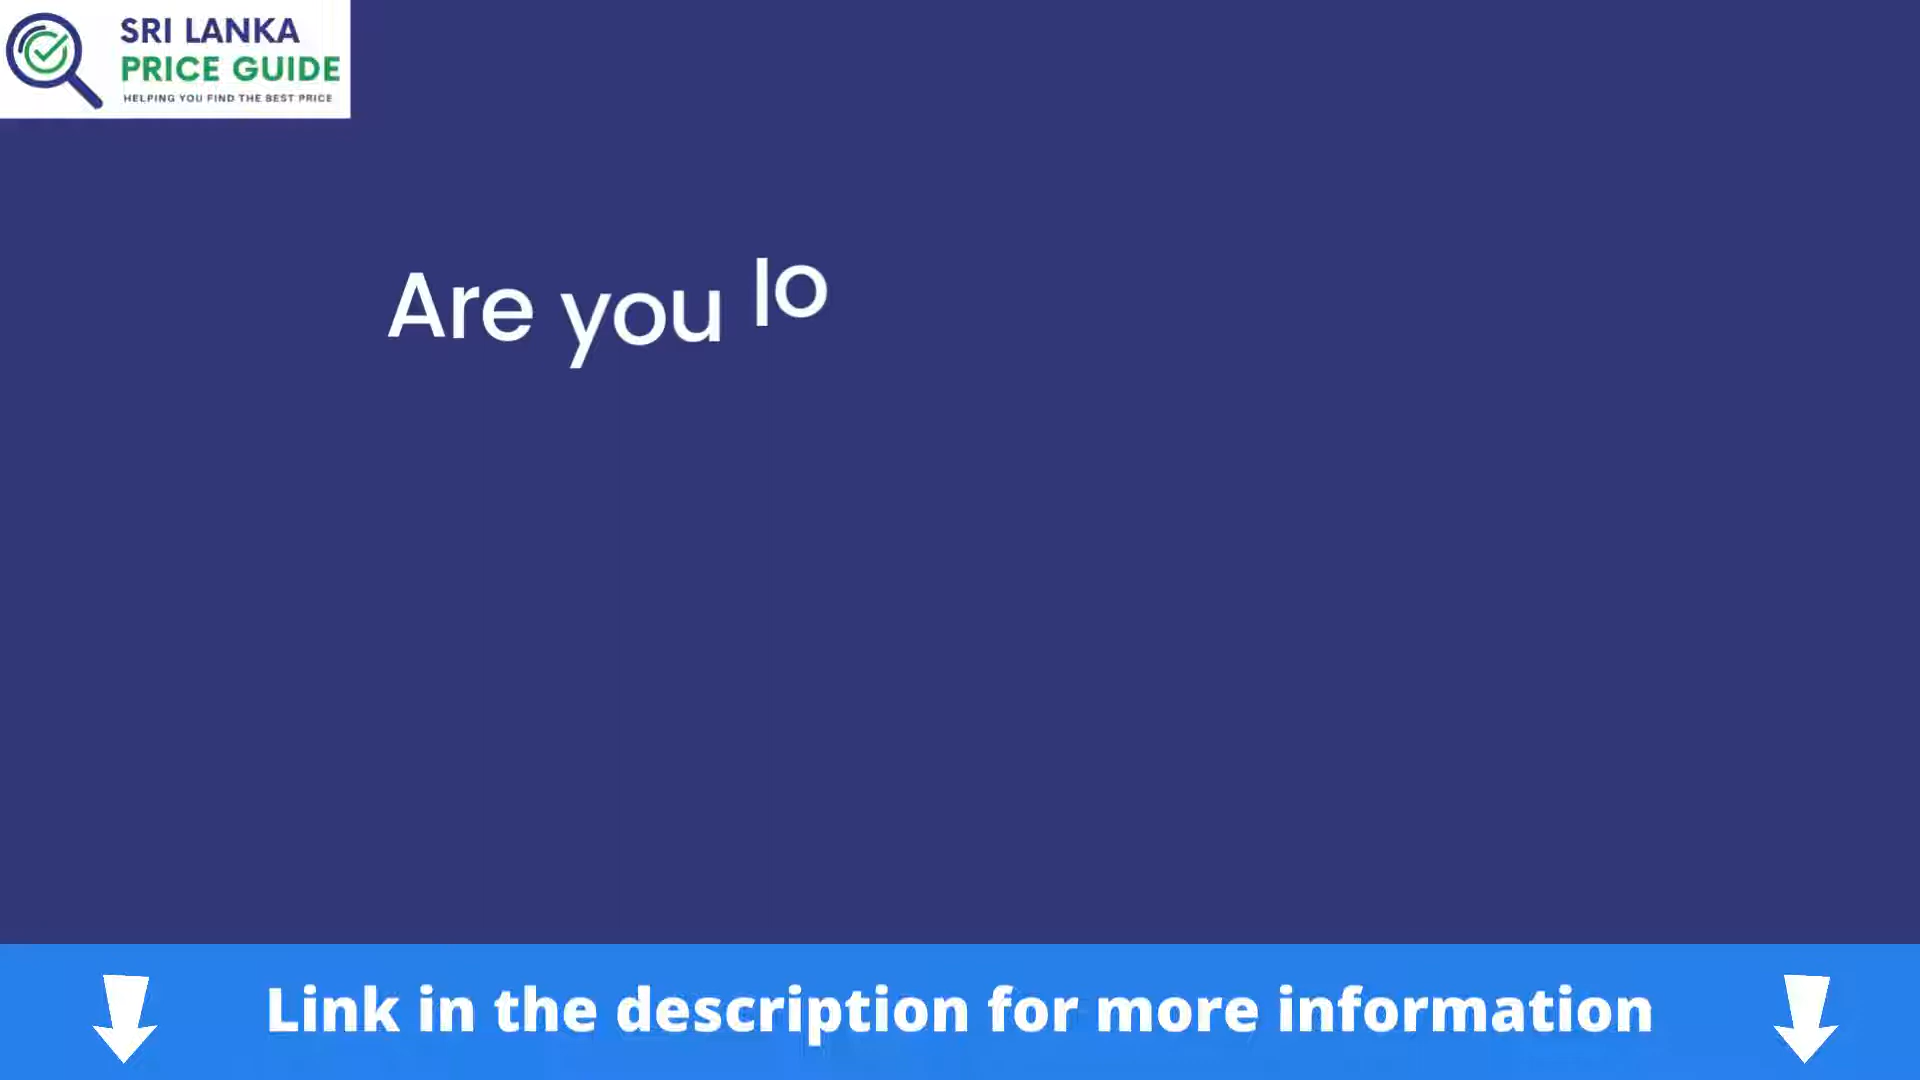 SRI LANKA
PRICE GUIDE
HELPING YOU FIND THE BEST PRICE
Are you lo
Link in the description for more information